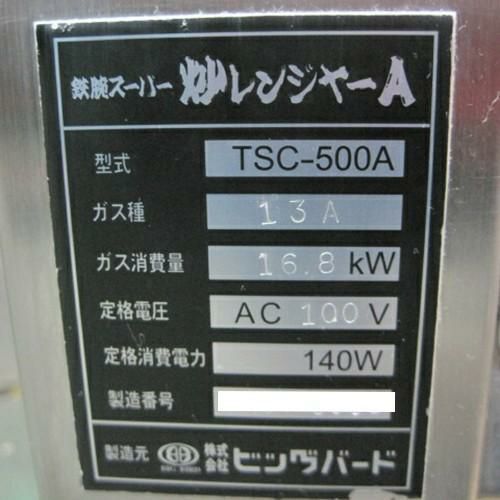 鉄腕スーパー 炒レンジャーA
型式 TSC-500A
ガス種 13A
ガス消費量 16.8 kW
定格電圧 AC 100 V
定格消費電力 140W
製造番号
製造元 株式会社 ビッグバード